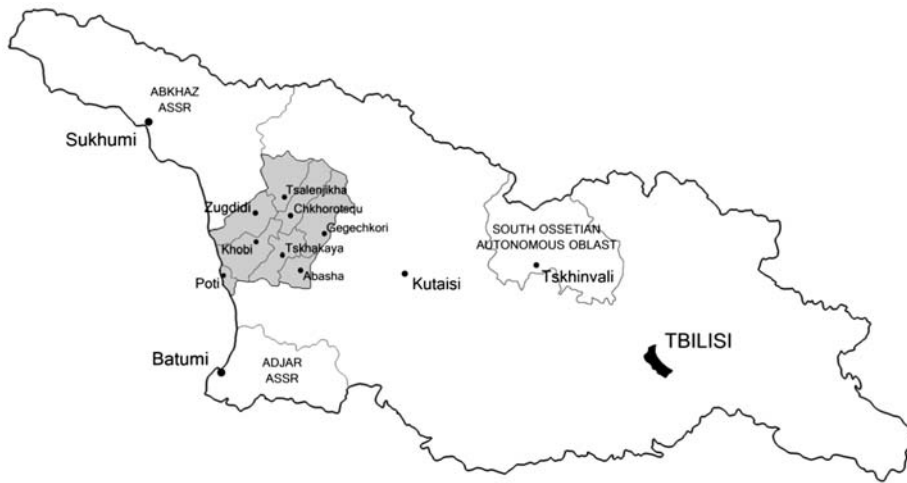 ABKHAZ
ASSR
Sukhumi
Tsalenjikha
Zugdidi
Chkhorotsqu
Gegechkori
Khobi
Tskhakaya
Poti
Abasha
Kutaisi
SOUTH OSSETIAN
AUTONOMOUS OBLAST
Tskhinvali
TBILISI
Batumi
ADJAR
ASSR